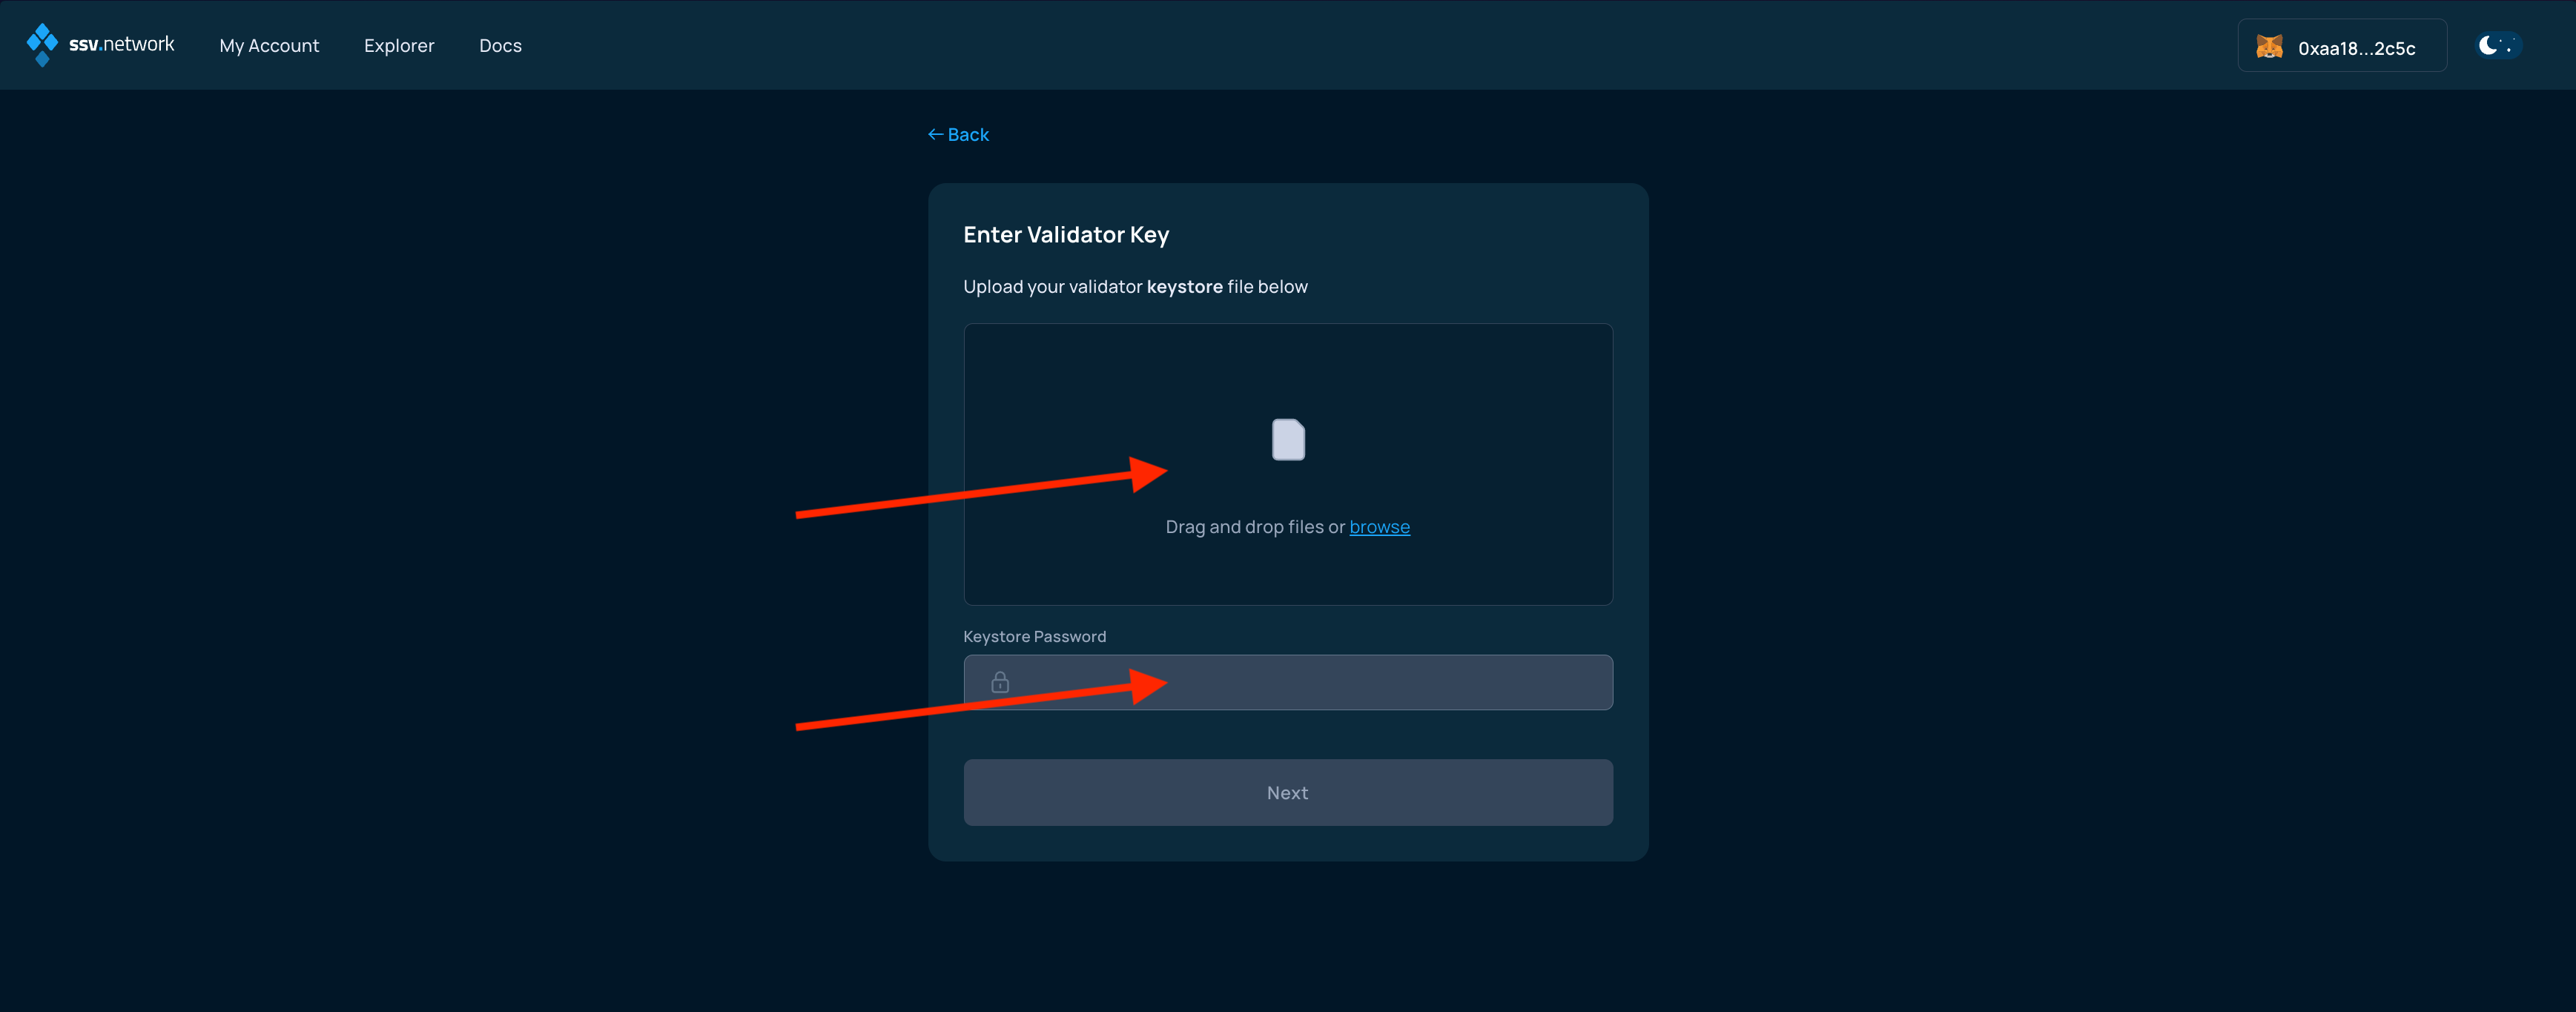 ssv.network
My Account
Explorer
Docs
0xaa18...2c5c
Back
Enter Validator Key
Upload your validator keystore file below
Drag and drop files or browse
Keystore Password
Next